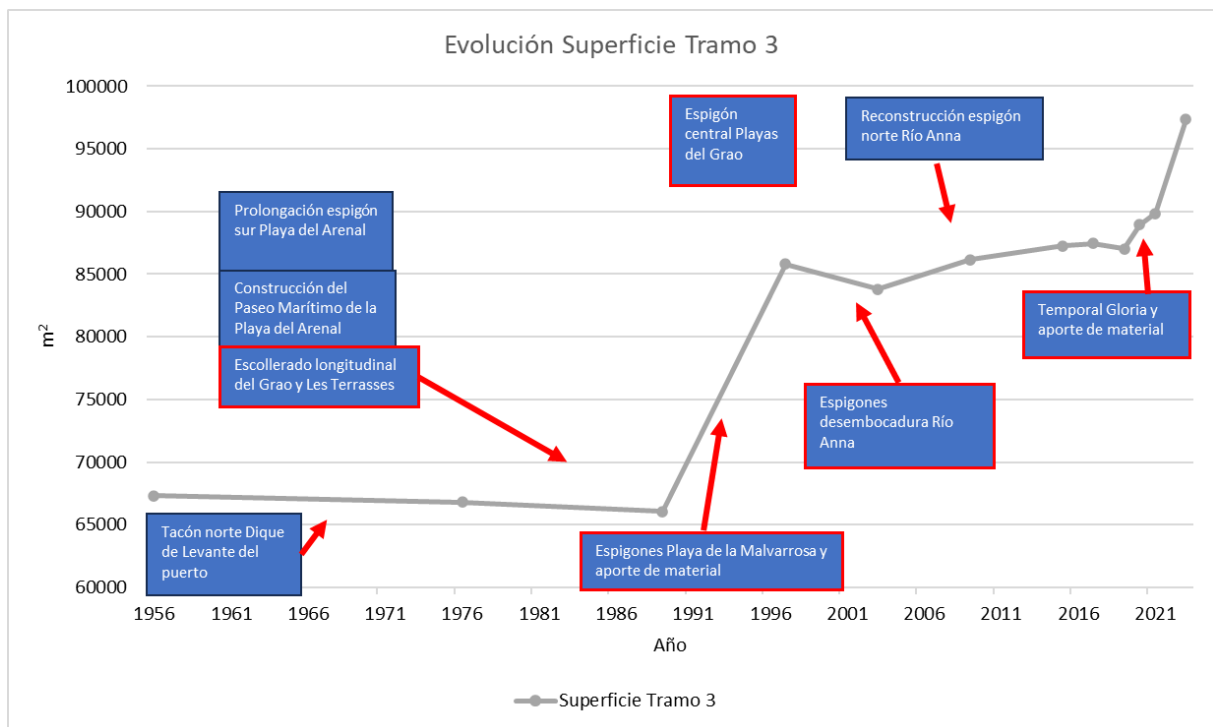 Evolución Superficie Tramo 3
100000
95000
90000
85000
80000
75000
70000
65000
60000
m²
Prolongación espigón
sur Playa del Arenal
Construcción del
Paseo Marítimo de la
Playa del Arenal
Escollerado longitudinal
del Grao y Les Terrasses
Tacón norte Dique
de Levante del
puerto
Espigón
central Playas
del Grao
Reconstrucción espigón
norte Río Anna
Temporal Gloria y
aporte de material
Espigones
desembocadura Río
Anna
Espigones Playa de la Malvarrosa y
aporte de material
1956 1961 1966 1971 1976 1981 1986 1991 1996 2001 2006 2011 2016 2021
Año
Superficie Tramo 3